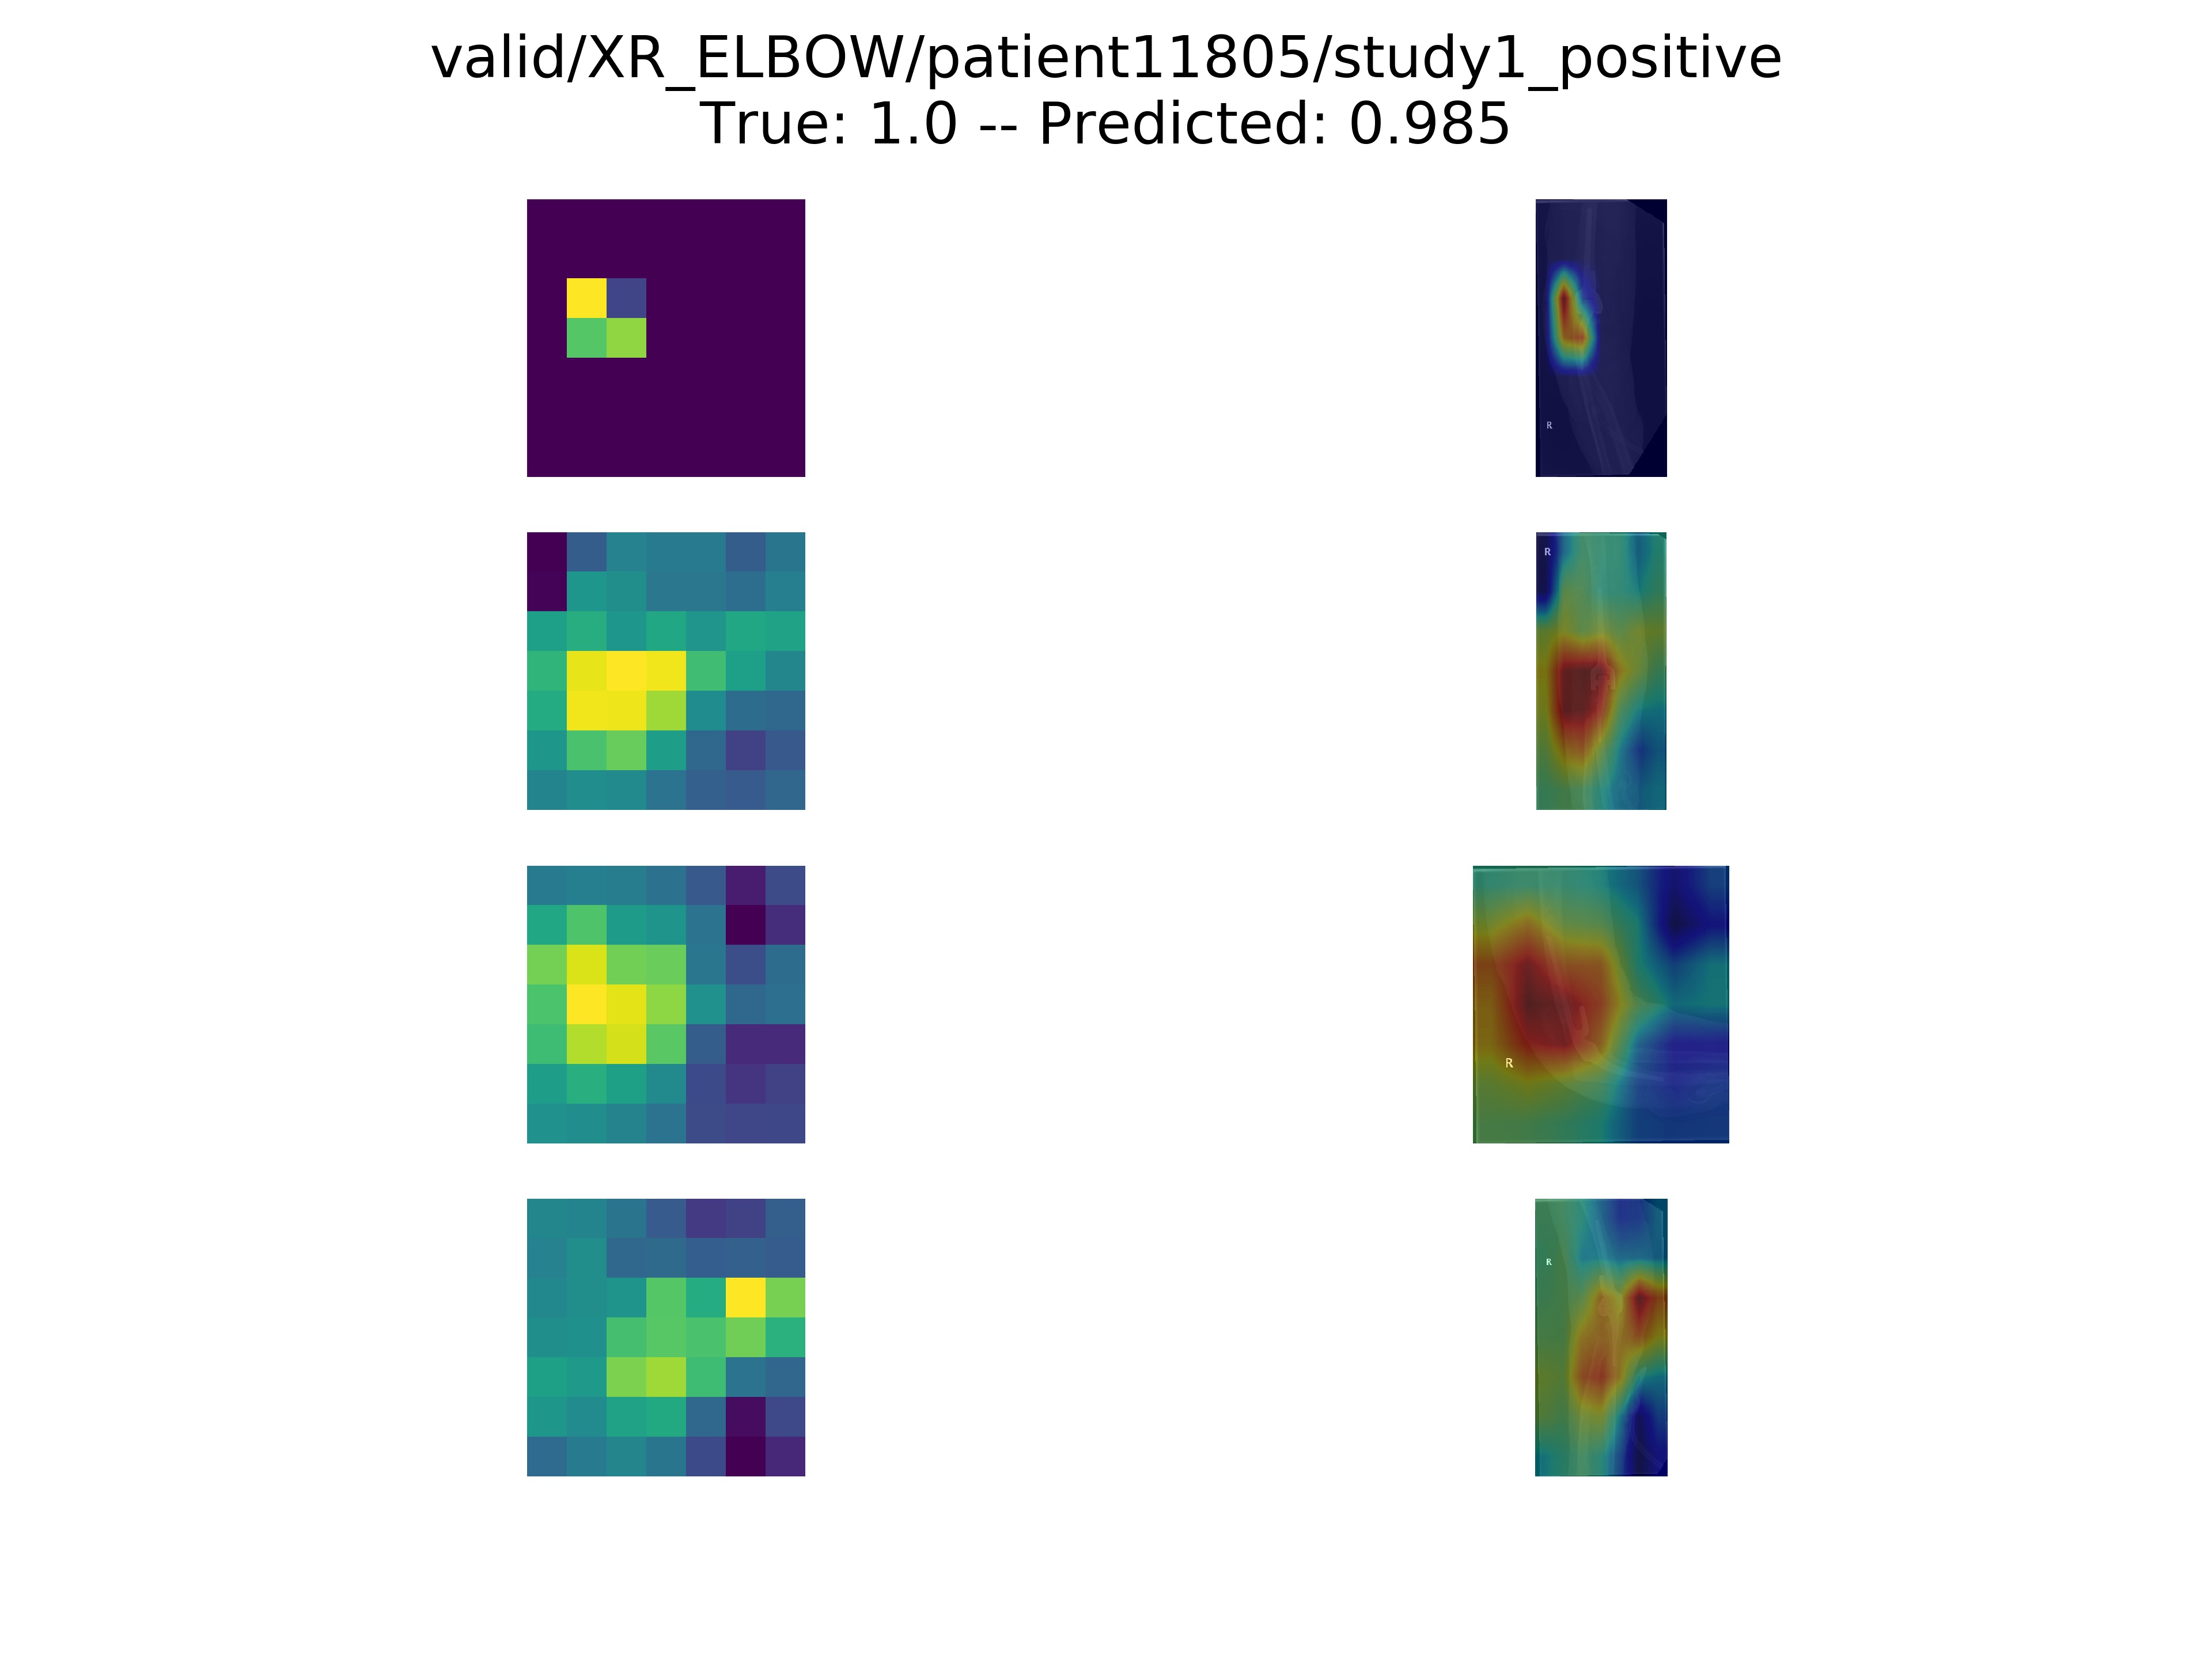 valid/XR_ELBOW/patient11805/study1_positive
True: 1.0 -- Predicted: 0.985
R
R
R
R